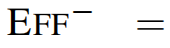 EFF⁻ =